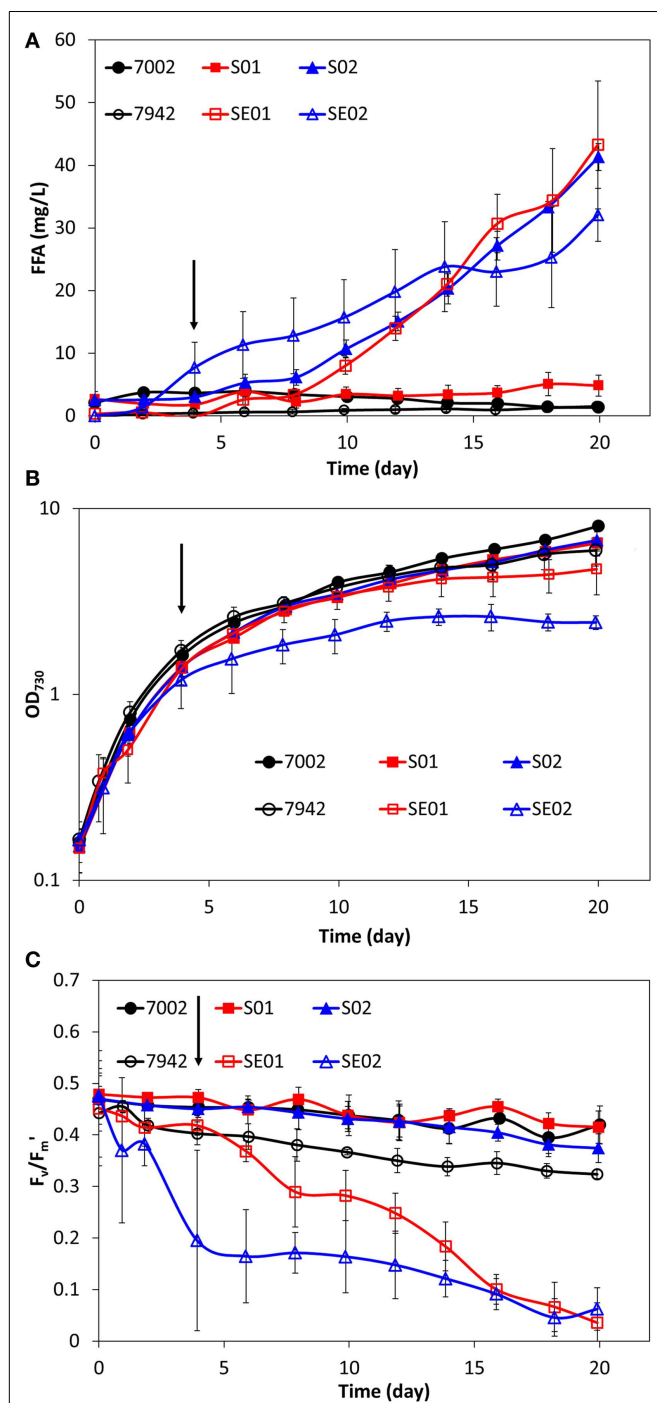 A
60
50
40
30
20
10
0
FFA (mg/L)
7002 S01 S02
7942 SE01 SE02
0 5 10 15 20
Time (day)
B
10
1
0.1
OD730
7002 S01 S02
7942 SE01 SE02
0 5 10 15 20
Time (day)
C
0.7
0.6
0.5
0.4
0.3
0.2
0.1
0
Fv/Fm'
7002 S01 S02
7942 SE01 SE02
0 5 10 15 20
Time (day)